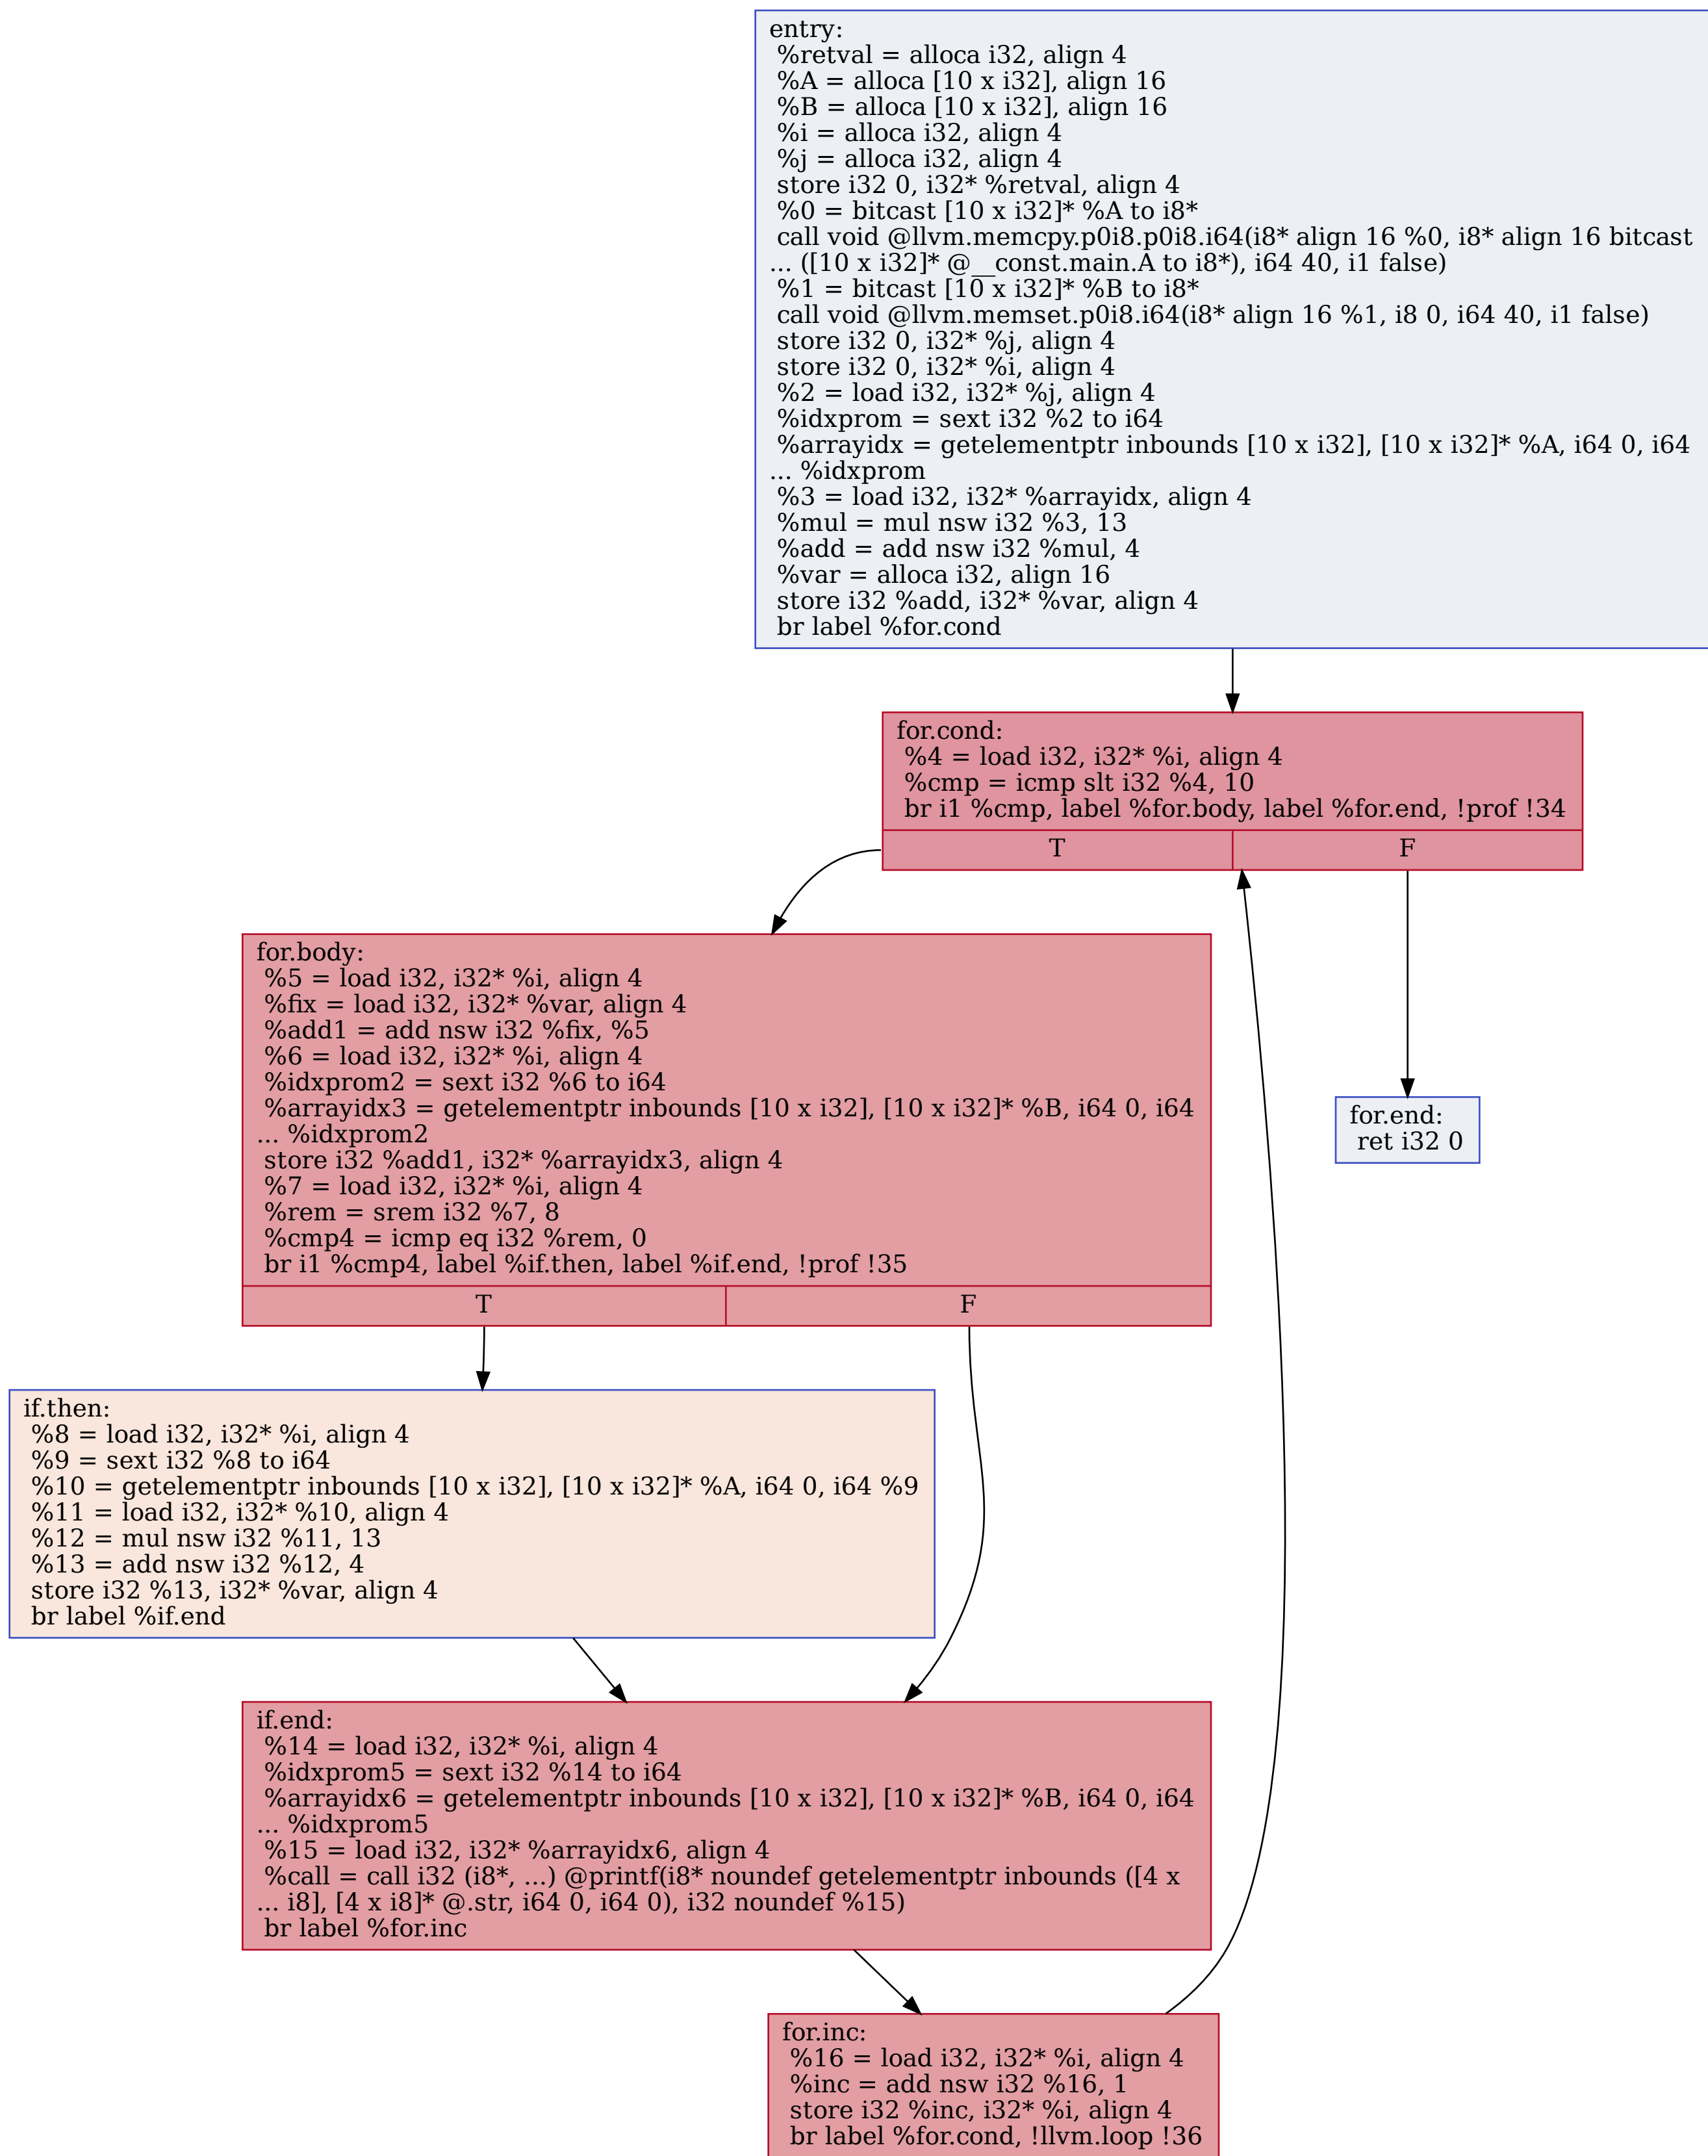 entry:
%retval = alloca i32, align 4
%A = alloca [10 x i32], align 16
%B = alloca [10 x i32], align 16
%i = alloca i32, align 4
%j = alloca i32, align 4
store i32 0, i32* %retval, align 4
%0 = bitcast [10 x i32]* %A to i8*
call void @llvm.memcpy.p0i8.p0i8.i64(i8* align 16 %0, i8* align 16 bitcast
... ([10 x i32]* @__const.main.A to i8*), i64 40, i1 false)
%1 = bitcast [10 x i32]* %B to i8*
call void @llvm.memset.p0i8.i64(i8* align 16 %1, i8 0, i64 40, i1 false)
store i32 0, i32* %j, align 4
store i32 0, i32* %i, align 4
%2 = load i32, i32* %j, align 4
%idxprom = sext i32 %2 to i64
%arrayidx = getelementptr inbounds [10 x i32], [10 x i32]* %A, i64 0, i64
... %idxprom
%3 = load i32, i32* %arrayidx, align 4
%mul = mul nsw i32 %3, 13
%add = add nsw i32 %mul, 4
%var = alloca i32, align 16
store i32 %add, i32* %var, align 4
br label %for.cond
for.cond:
%4 = load i32, i32* %i, align 4
%cmp = icmp slt i32 %4, 10
br i1 %cmp, label %for.body, label %for.end, !prof !34
T F
for.body:
%5 = load i32, i32* %i, align 4
%fix = load i32, i32* %var, align 4
%add1 = add nsw i32 %fix, %5
%6 = load i32, i32* %i, align 4
%idxprom2 = sext i32 %6 to i64
%arrayidx3 = getelementptr inbounds [10 x i32], [10 x i32]* %B, i64 0, i64
... %idxprom2
store i32 %add1, i32* %arrayidx3, align 4
%7 = load i32, i32* %i, align 4
%rem = srem i32 %7, 8
%cmp4 = icmp eq i32 %rem, 0
br i1 %cmp4, label %if.then, label %if.end, !prof !35
T F
for.end:
ret i32 0
if.then:
%8 = load i32, i32* %i, align 4
%9 = sext i32 %8 to i64
%10 = getelementptr inbounds [10 x i32], [10 x i32]* %A, i64 0, i64 %9
%11 = load i32, i32* %10, align 4
%12 = mul nsw i32 %11, 13
%13 = add nsw i32 %12, 4
store i32 %13, i32* %var, align 4
br label %if.end
if.end:
%14 = load i32, i32* %i, align 4
%idxprom5 = sext i32 %14 to i64
%arrayidx6 = getelementptr inbounds [10 x i32], [10 x i32]* %B, i64 0, i64
... %idxprom5
%15 = load i32, i32* %arrayidx6, align 4
%call = call i32 (i8*, ...) @printf(i8* noundef getelementptr inbounds ([4 x
... i8], [4 x i8]* @.str, i64 0, i64 0), i32 noundef %15)
br label %for.inc
for.inc:
%16 = load i32, i32* %i, align 4
%inc = add nsw i32 %16, 1
store i32 %inc, i32* %i, align 4
br label %for.cond, !llvm.loop !36